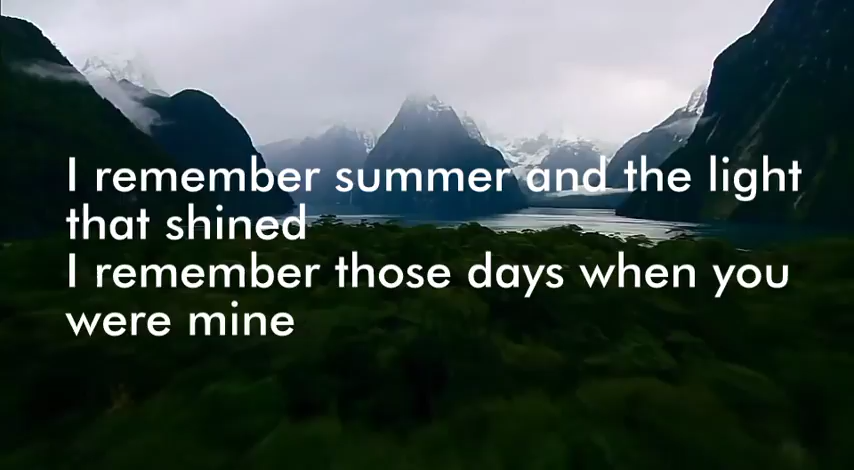 I remember summer and the light
that shined
I remember those days when you
were mine